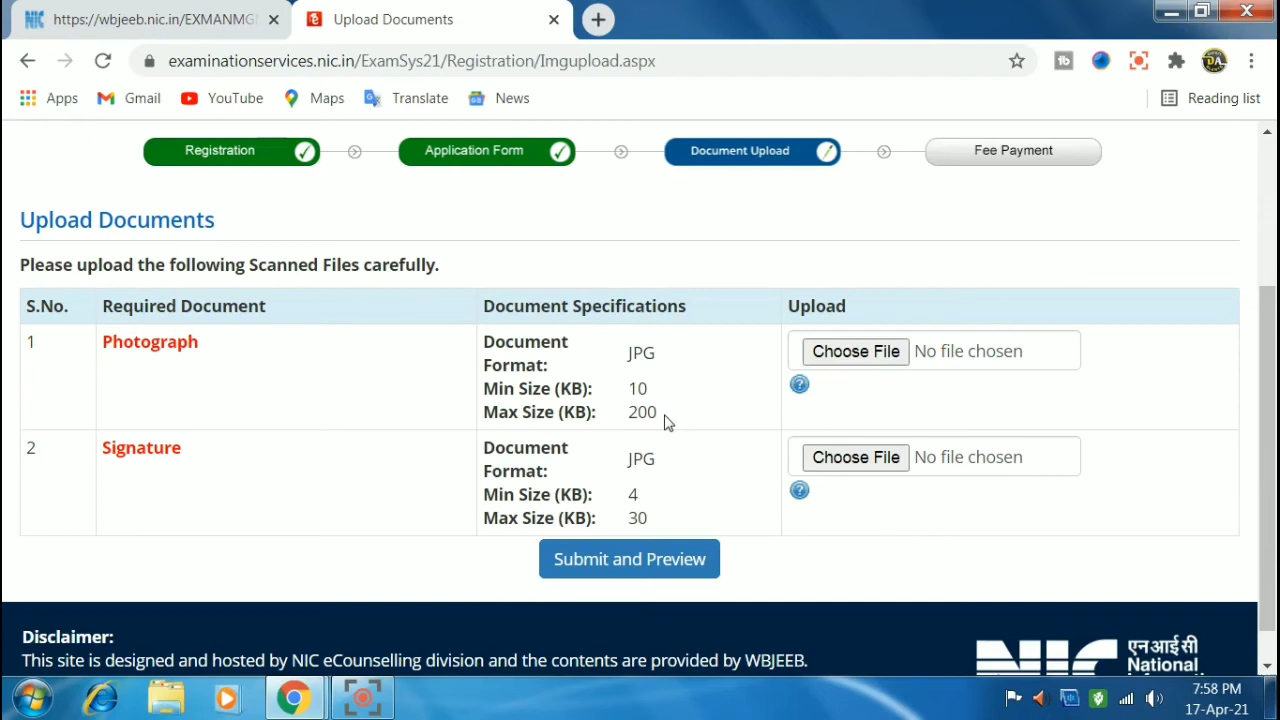 https://wbjeeb.nic.in/EXMANMG
Upload Documents
examinationservices.nic.in/ExamSys21/Registration/Imgupload.aspx
Apps Gmail YouTube Maps Translate News Reading list
Registration Application Form Document Upload Fee Payment
Upload Documents
Please upload the following Scanned Files carefully.
S.No. Required Document Document Specifications Upload
1 Photograph Document Format: JPG Choose File No file chosen
Min Size (KB): 10
Max Size (KB): 200
2 Signature Document Format: JPG Choose File No file chosen
Min Size (KB): 4
Max Size (KB): 30
Submit and Preview
Disclaimer:
This site is designed and hosted by NIC eCounselling division and the contents are provided by WBJEEB.
NIC एनआईसी
National
7:58 PM
17-Apr-21